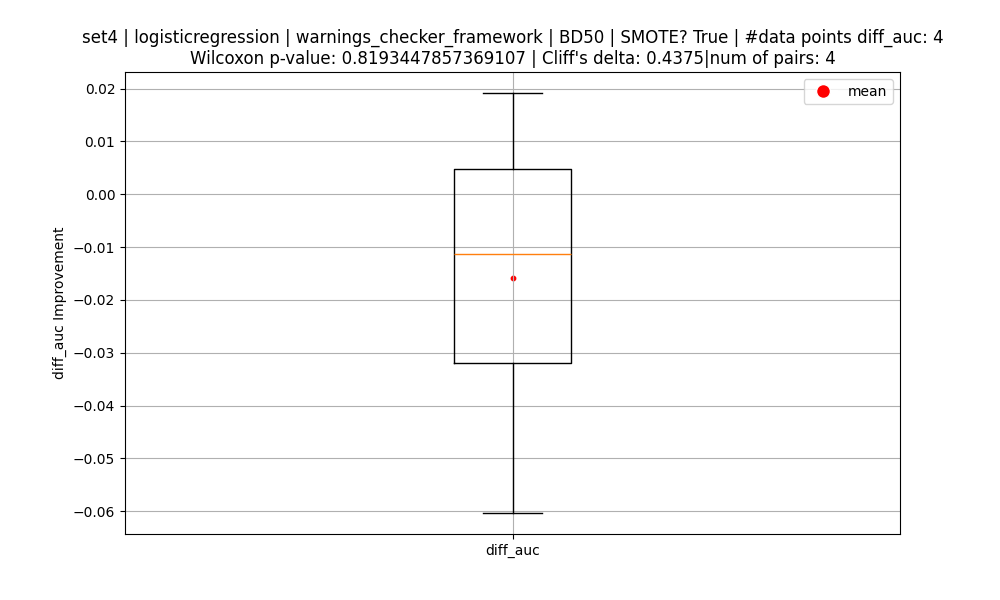 set4 | logisticregression | warnings_checker_framework | BD50 | SMOTE? True | #data points diff_auc: 4
Wilcoxon p-value: 0.8193447857369107 | Cliff's delta: 0.4375|num of pairs: 4
mean
diff_auc Improvement
0.02
0.01
0.00
−0.01
−0.02
−0.03
−0.04
−0.05
−0.06
diff_auc